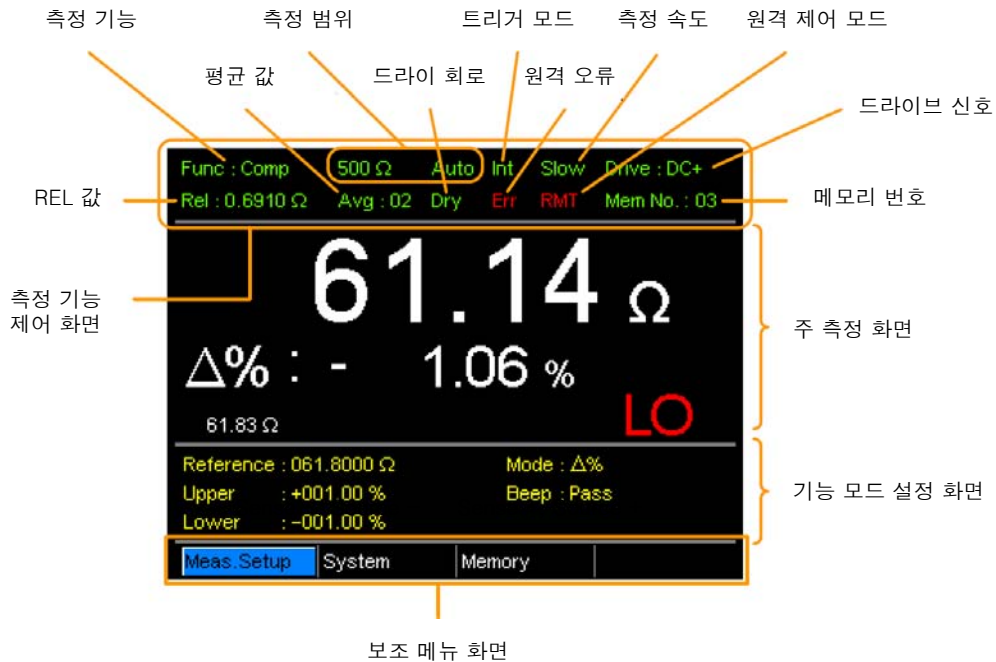 측정 기능
측정 범위
트리거 모드
측정 속도
원격 제어 모드
평균 값
드라이 회로
원격 오류
드라이브 신호
Func : Comp 500 Ω Auto Int Slow Drive : DC+
REL 값
Rel : 0.6910 Ω Avg : 02 Dry Err RMT Mem No. : 03
메모리 번호
61.14 Ω
측정 기능
제어 화면
주 측정 화면
Δ% : - 1.06 %
61.83 Ω
LO
Reference : 061.8000 Ω Mode : Δ%
Upper : +001.00 % Beep : Pass
기능 모드 설정 화면
Lower : -001.00 %
Meas.Setup System Memory
보조 메뉴 화면